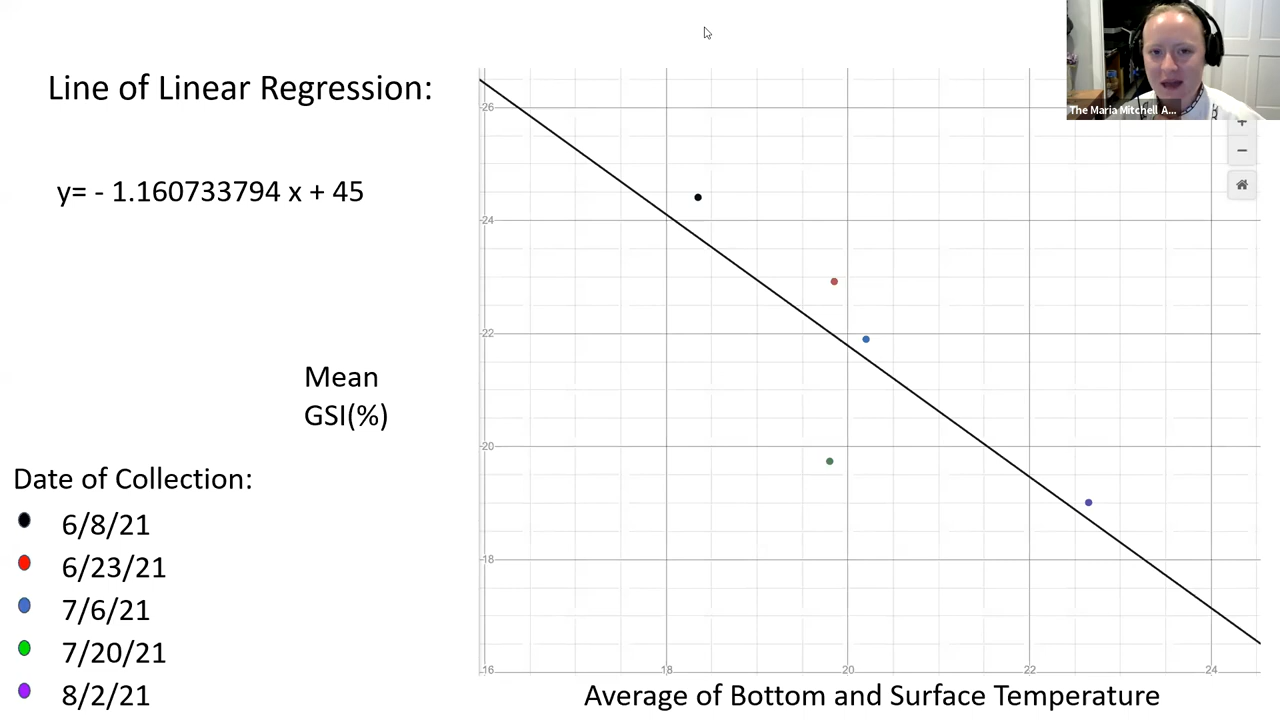 Line of Linear Regression:
y= - 1.160733794 x + 45
Mean
GSI(%)
Date of Collection:
6/8/21
6/23/21
7/6/21
7/20/21
8/2/21
26
24
22
20
18
16
18
20
22
24
Average of Bottom and Surface Temperature
The Maria Mitchell A...